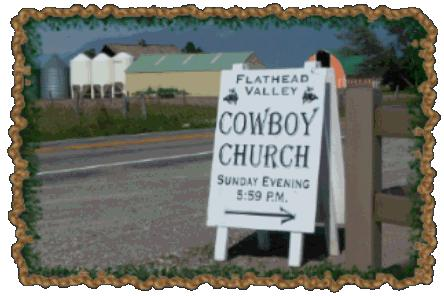 FLATHEAD
VALLEY
COWBOY
CHURCH
SUNDAY EVENING
5:59 P.M.